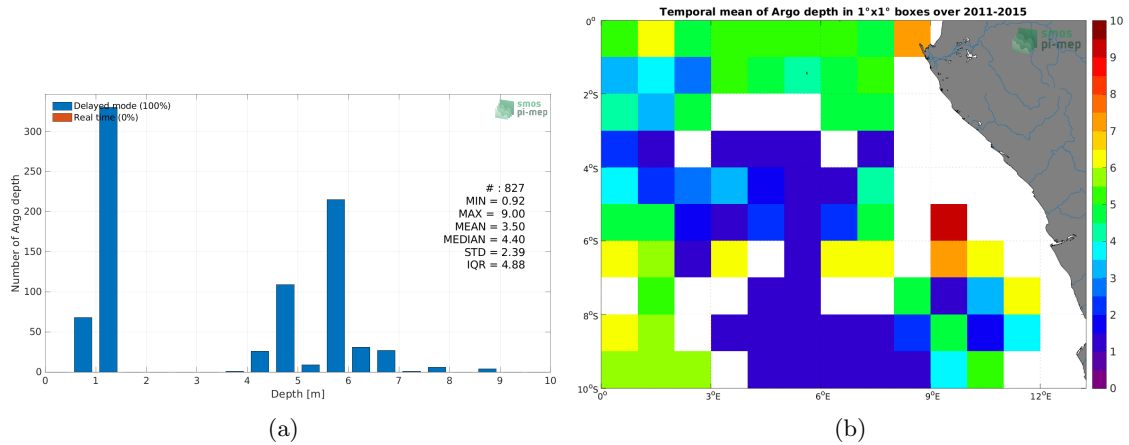 Delayed mode (100%)
Real time (0%)
smos
pi-mep
# : 827
MIN = 0.92
MAX = 9.00
MEAN = 3.50
MEDIAN = 4.40
STD = 2.39
IQR = 4.88
Number of Argo depth
300
250
200
150
100
50
0
0 1 2 3 4 5 6 7 8 9 10
Depth [m]
(a)
Temporal mean of Argo depth in 1°x1° boxes over 2011-2015
smos
pi-mep
0°
2°S
4°S
6°S
8°S
10°S
0° 3°E 6°E 9°E 12°E
10
9
8
7
6
5
4
3
2
1
0
(b)